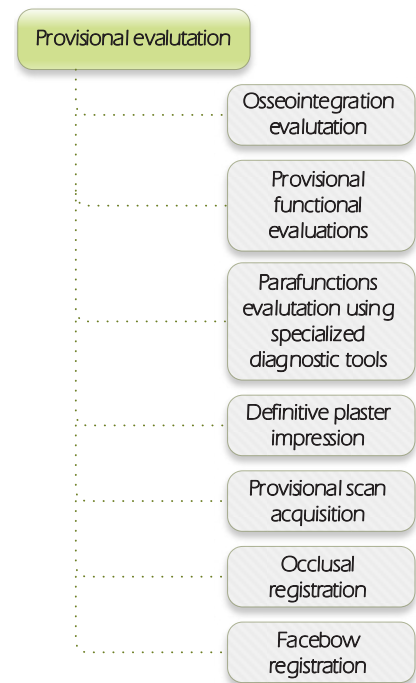 Provisional evalutation
Osseointegration
evalutation
Provisional
functional
evaluations
Parafunctions
evalutation using
specialized
diagnostic tools
Definitive plaster
impression
Provisional scan
acquisition
Occlusal
registration
Facebow
registration